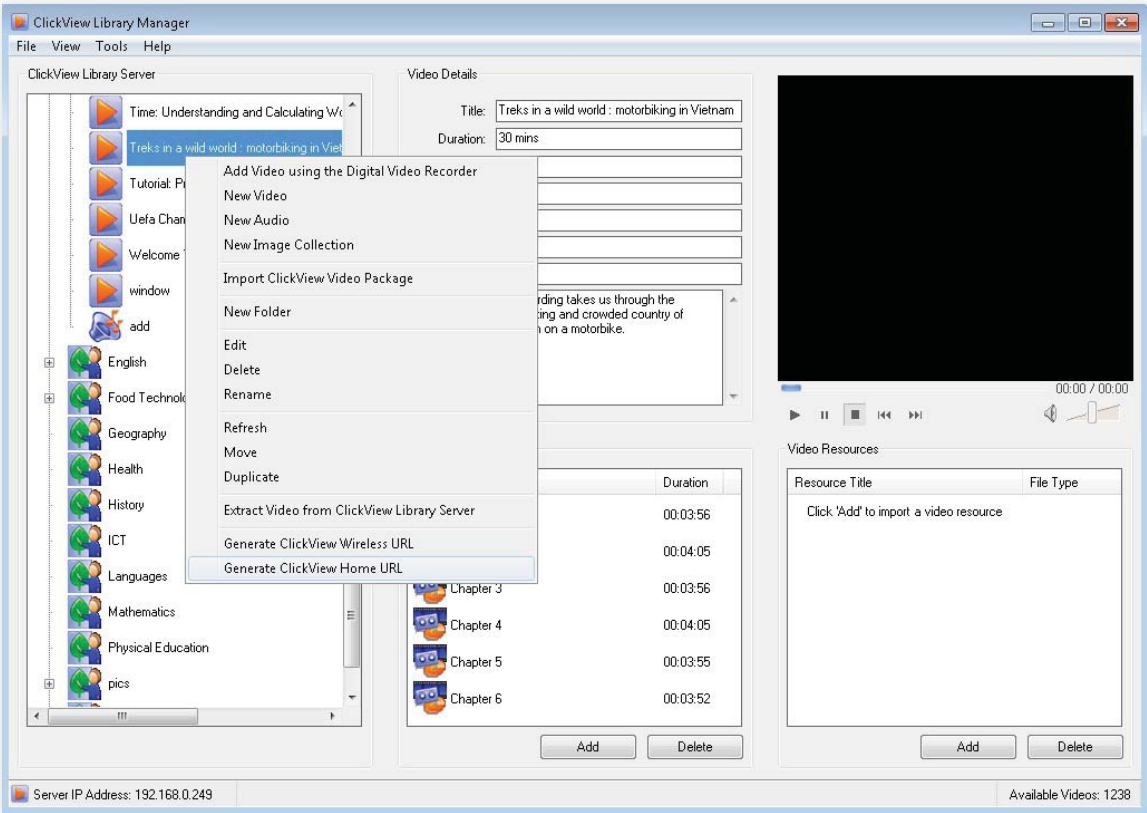 ClickView Library Manager
File View Tools Help
ClickView Library Server
Time: Understanding and Calculating
Treks in a wild world : motorbiking in
Tutorial:
Uefa
Welcome
window
add
English
Food
Geography
Health
History
ICT
Languages
Mathematics
Physical Education
pics
Add Video using the Digital Video Recorder
New Video
New Audio
New Image Collection
Import ClickView Video Package
New Folder
Edit
Delete
Rename
Refresh
Move
Duplicate
Extract Video from ClickView Library Server
Generate ClickView Wireless URL
Generate ClickView Home URL
Video Details
Title: Treks in a wild world : motorbiking in Vietnam
Duration: 30 mins
takes us through the
and crowded country of
on a motorbike.
Duration
00:03:56
00:04:05
Chapter 3 00:03:56
Chapter 4 00:04:05
Chapter 5 00:03:55
Chapter 6 00:03:52
Add Delete
00:00 / 00:00
Video Resources
Resource Title File Type
Click 'Add' to import a video resource
Add Delete
Server IP Address: 192.168.0.249
Available Videos: 1238